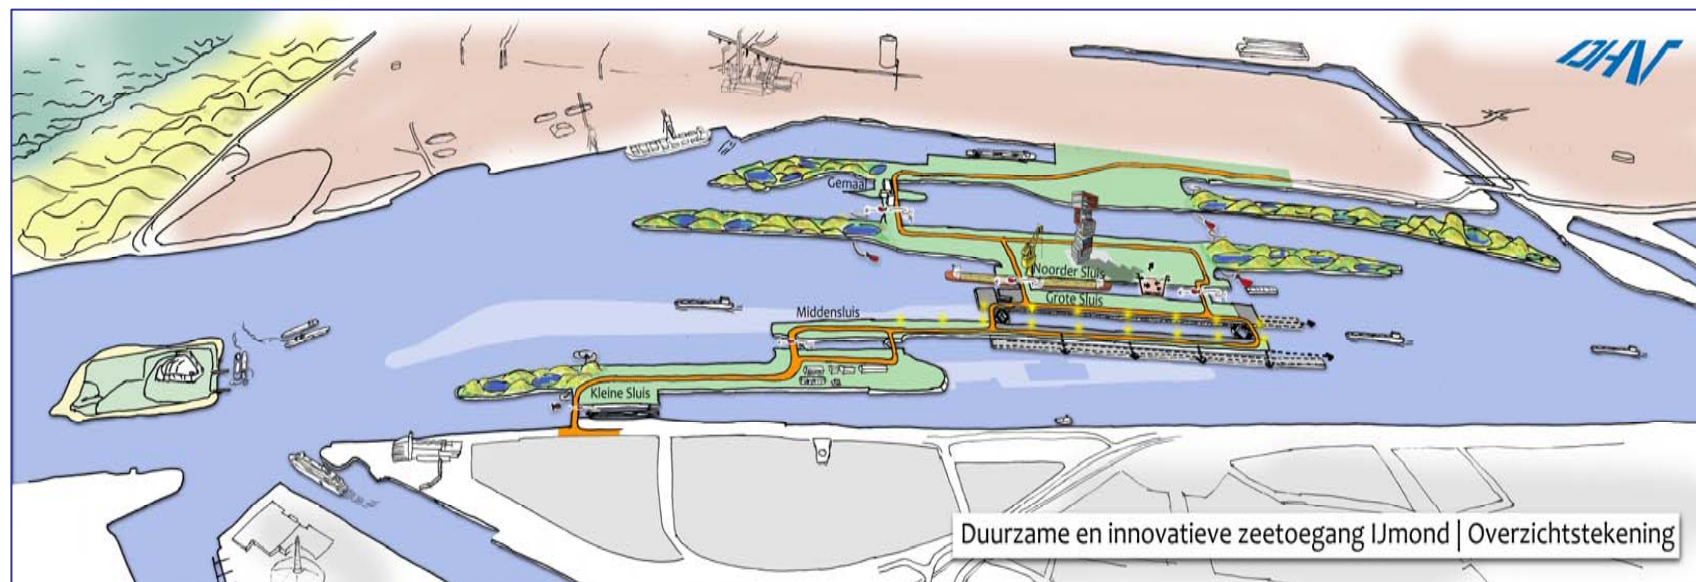 DHV
Gemaal
Noorder Sluis
Grote Sluis
Middensluis
Kleine Sluis
Duurzame en innovatieve zeetoegang IJmond | Overzichtstekening